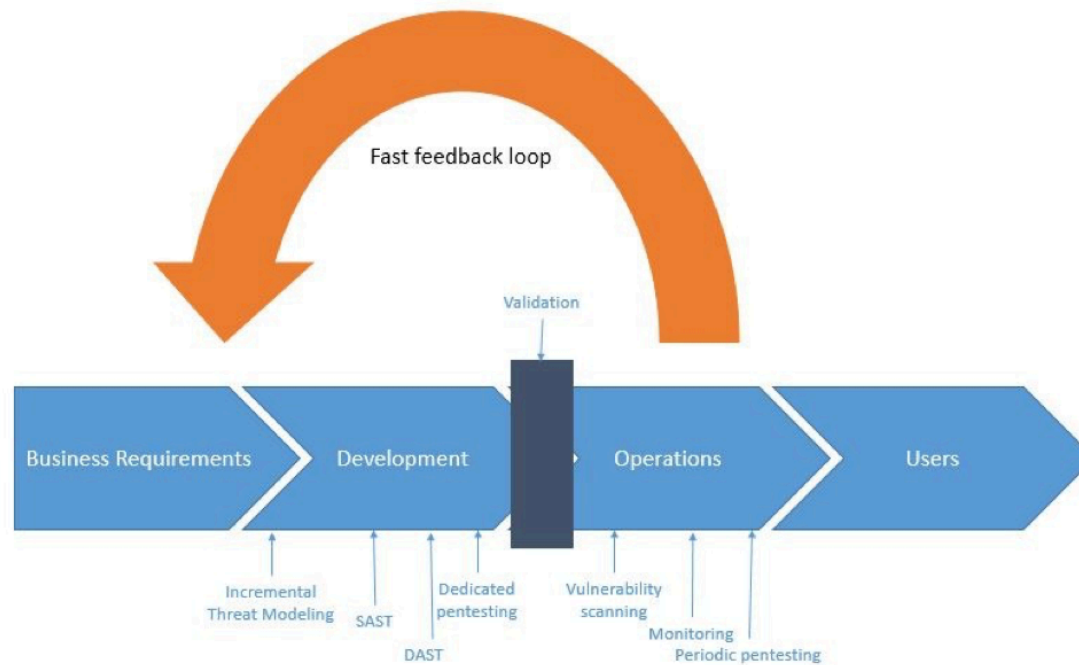 Fast feedback loop
Validation
Business Requirements
Development
Operations
Users
Incremental
Threat Modeling
SAST
DAST
Dedicated
pentesting
Vulnerability
scanning
Monitoring
Periodic pentesting